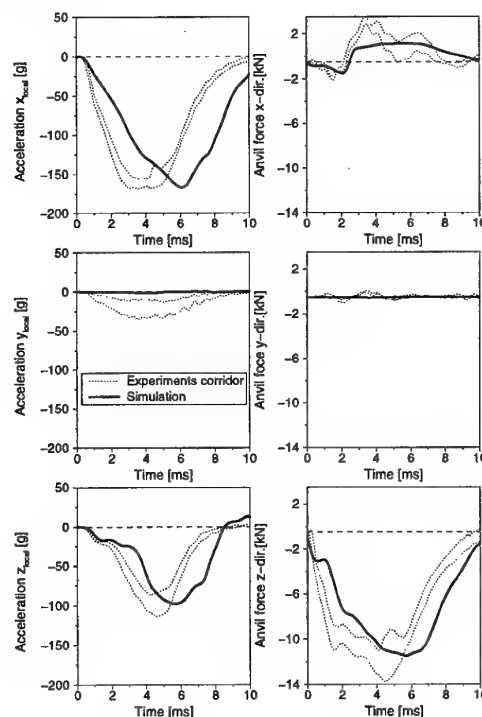 Acceleration x_local [g]
50
0
−50
−100
−150
−200
0 2 4 6 8 10
Time [ms]
Anvil force x−dir.[kN]
2
−2
−6
−10
−14
0 2 4 6 8 10
Time [ms]
Acceleration y_local [g]
50
0
−50
−100
−150
−200
Experiments corridor
Simulation
0 2 4 6 8 10
Time [ms]
Anvil foce y−dir.[kN]
2
−2
−6
−10
−14
0 2 4 6 8 10
Time [ms]
Acceleration z_local [g]
50
0
−50
−100
−150
−200
0 2 4 6 8 10
Time [ms]
Anvil force z−dir.[kN]
−2
−6
−10
−14
0 2 4 6 8 10
Time [ms]